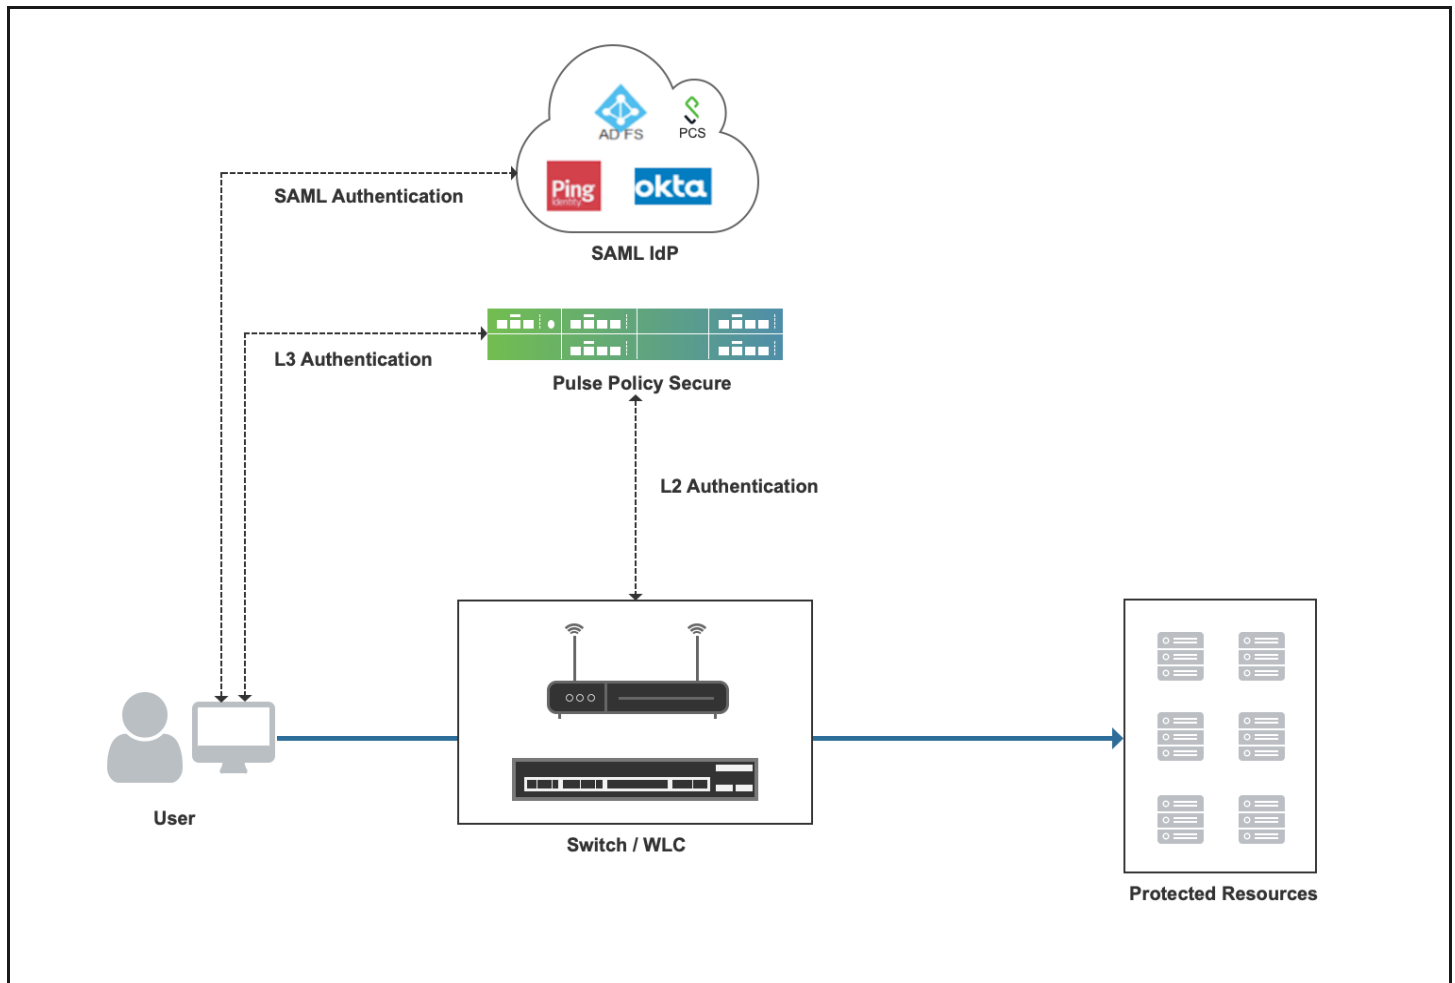 AD FS
PCS
Ping
Identity
okta
SAML Authentication
SAML IdP
L3 Authentication
Pulse Policy Secure
L2 Authentication
User
Switch / WLC
Protected Resources